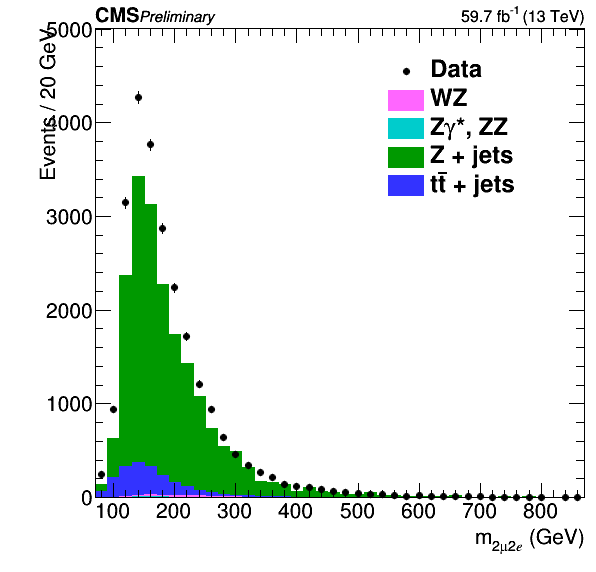 CMS Preliminary 59.7 fb⁻¹ (13 TeV)
Events / 20 GeV
5000
4000
3000
2000
1000
0
Data
WZ
Zγ*, ZZ
Z + jets
tt̄ + jets
100 200 300 400 500 600 700 800
m₂μ₂ₑ (GeV)